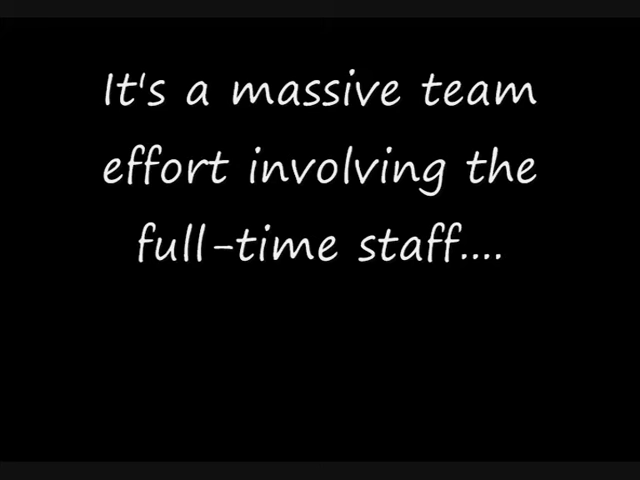 It's a massive team
effort involving the
full-time staff....